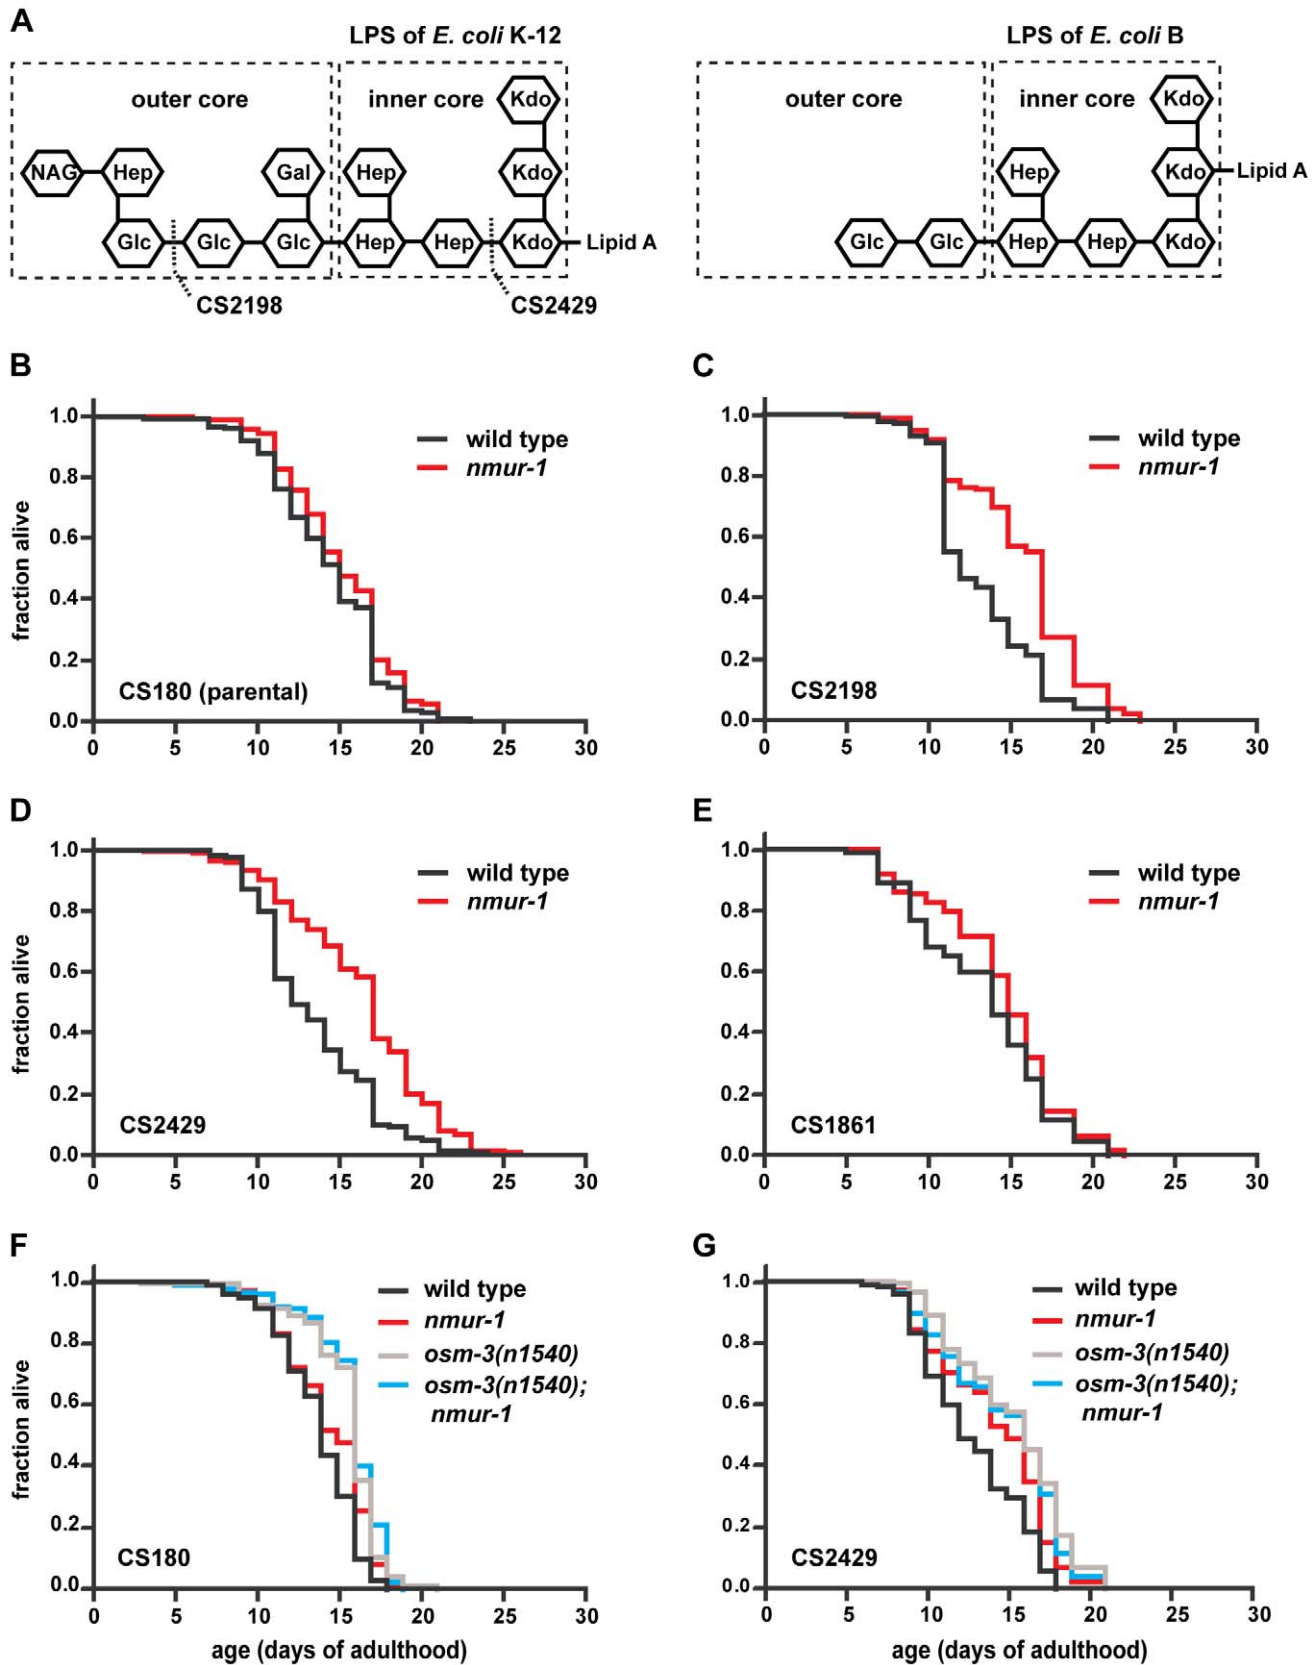 A
LPS of E. coli K-12
LPS of E. coli B
outer core
inner core
Kdo
outer core
inner core
Kdo
NAG
Hep
Gal
Hep
Kdo
Hep
Kdo
Lipid A
Glc
Glc
Glc
Hep
Hep
Kdo
Lipid A
Glc
Glc
Hep
Hep
Kdo
CS2198
CS2429
B
fraction alive
1.0
0.8
0.6
0.4
0.2
0.0
wild type
nmur-1
CS180 (parental)
0 5 10 15 20 25 30
C
1.0
0.8
0.6
0.4
0.2
0.0
wild type
nmur-1
CS2198
0 5 10 15 20 25 30
D
fraction alive
1.0
0.8
0.6
0.4
0.2
0.0
wild type
nmur-1
CS2429
0 5 10 15 20 25 30
E
1.0
0.8
0.6
0.4
0.2
0.0
wild type
nmur-1
CS1861
0 5 10 15 20 25 30
F
fraction alive
1.0
0.8
0.6
0.4
0.2
0.0
wild type
nmur-1
osm-3(n1540)
osm-3(n1540);
nmur-1
CS180
0 5 10 15 20 25 30
age (days of adulthood)
G
1.0
0.8
0.6
0.4
0.2
0.0
wild type
nmur-1
osm-3(n1540)
osm-3(n1540);
nmur-1
CS2429
0 5 10 15 20 25 30
age (days of adulthood)